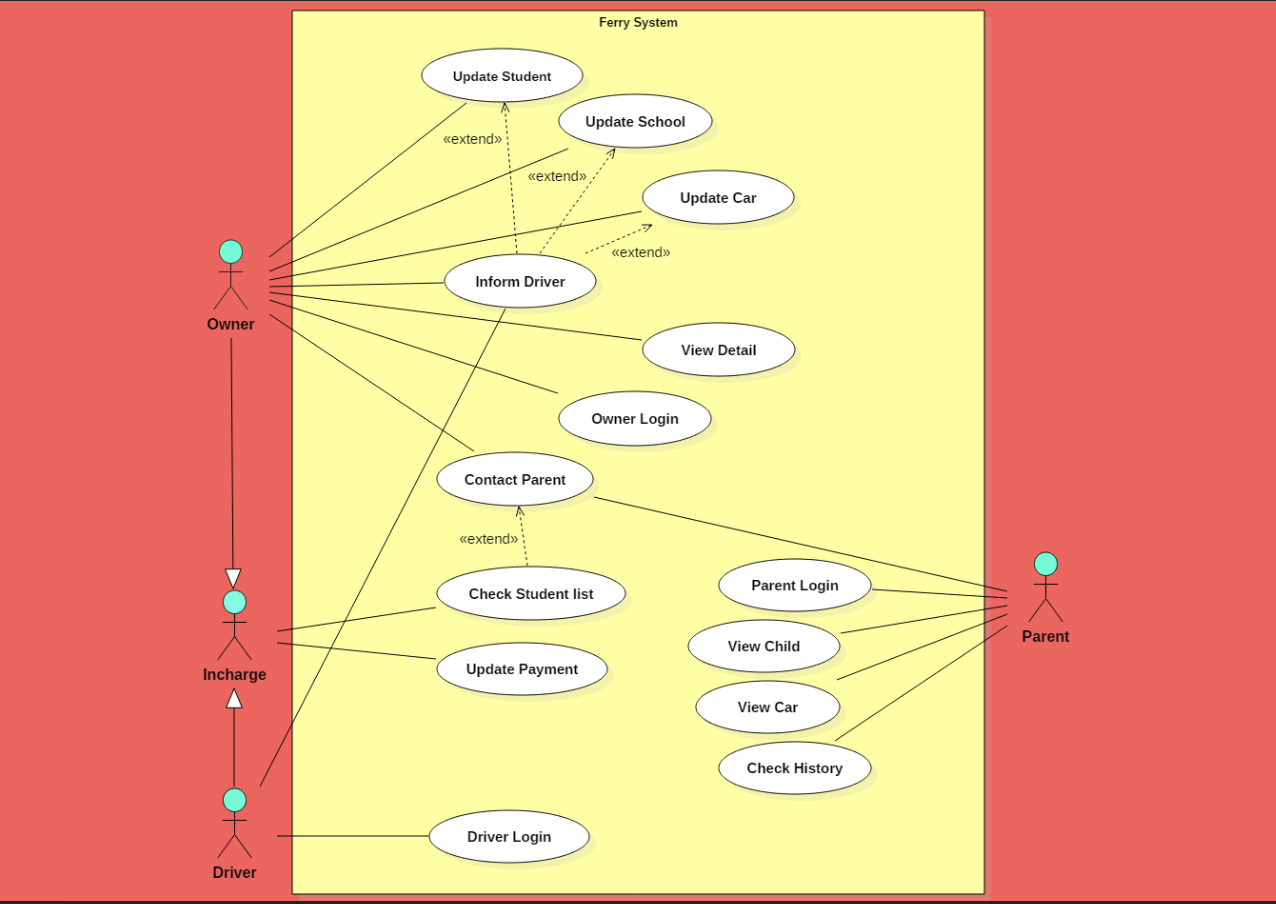 Ferry System
Update Student
Update School
«extend»
«extend»
Update Car
«extend»
Inform Driver
Owner
View Detail
Owner Login
Contact Parent
«extend»
Parent Login
Check Student list
Parent
View Child
Incharge
Update Payment
View Car
Check History
Driver Login
Driver